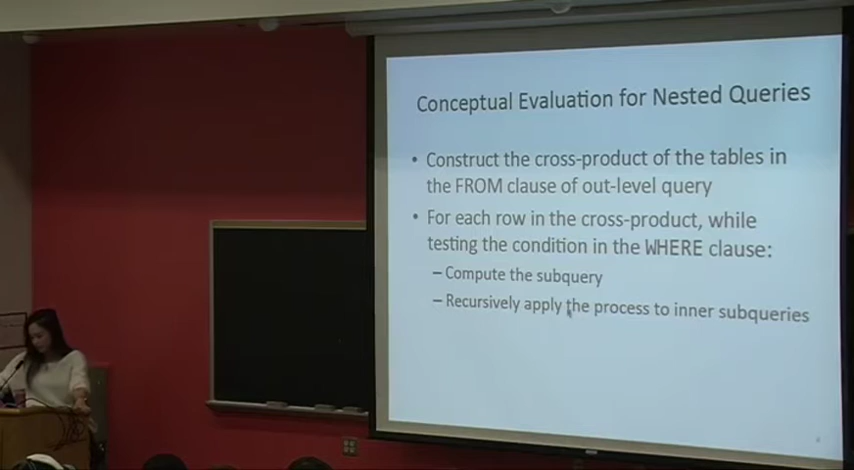 Conceptual Evaluation for Nested Queries
• Construct the cross-product of the tables in
the FROM clause of out-level query
• For each row in the cross-product, while
testing the condition in the WHERE clause:
– Compute the subquery
– Recursively apply the process to inner subqueries